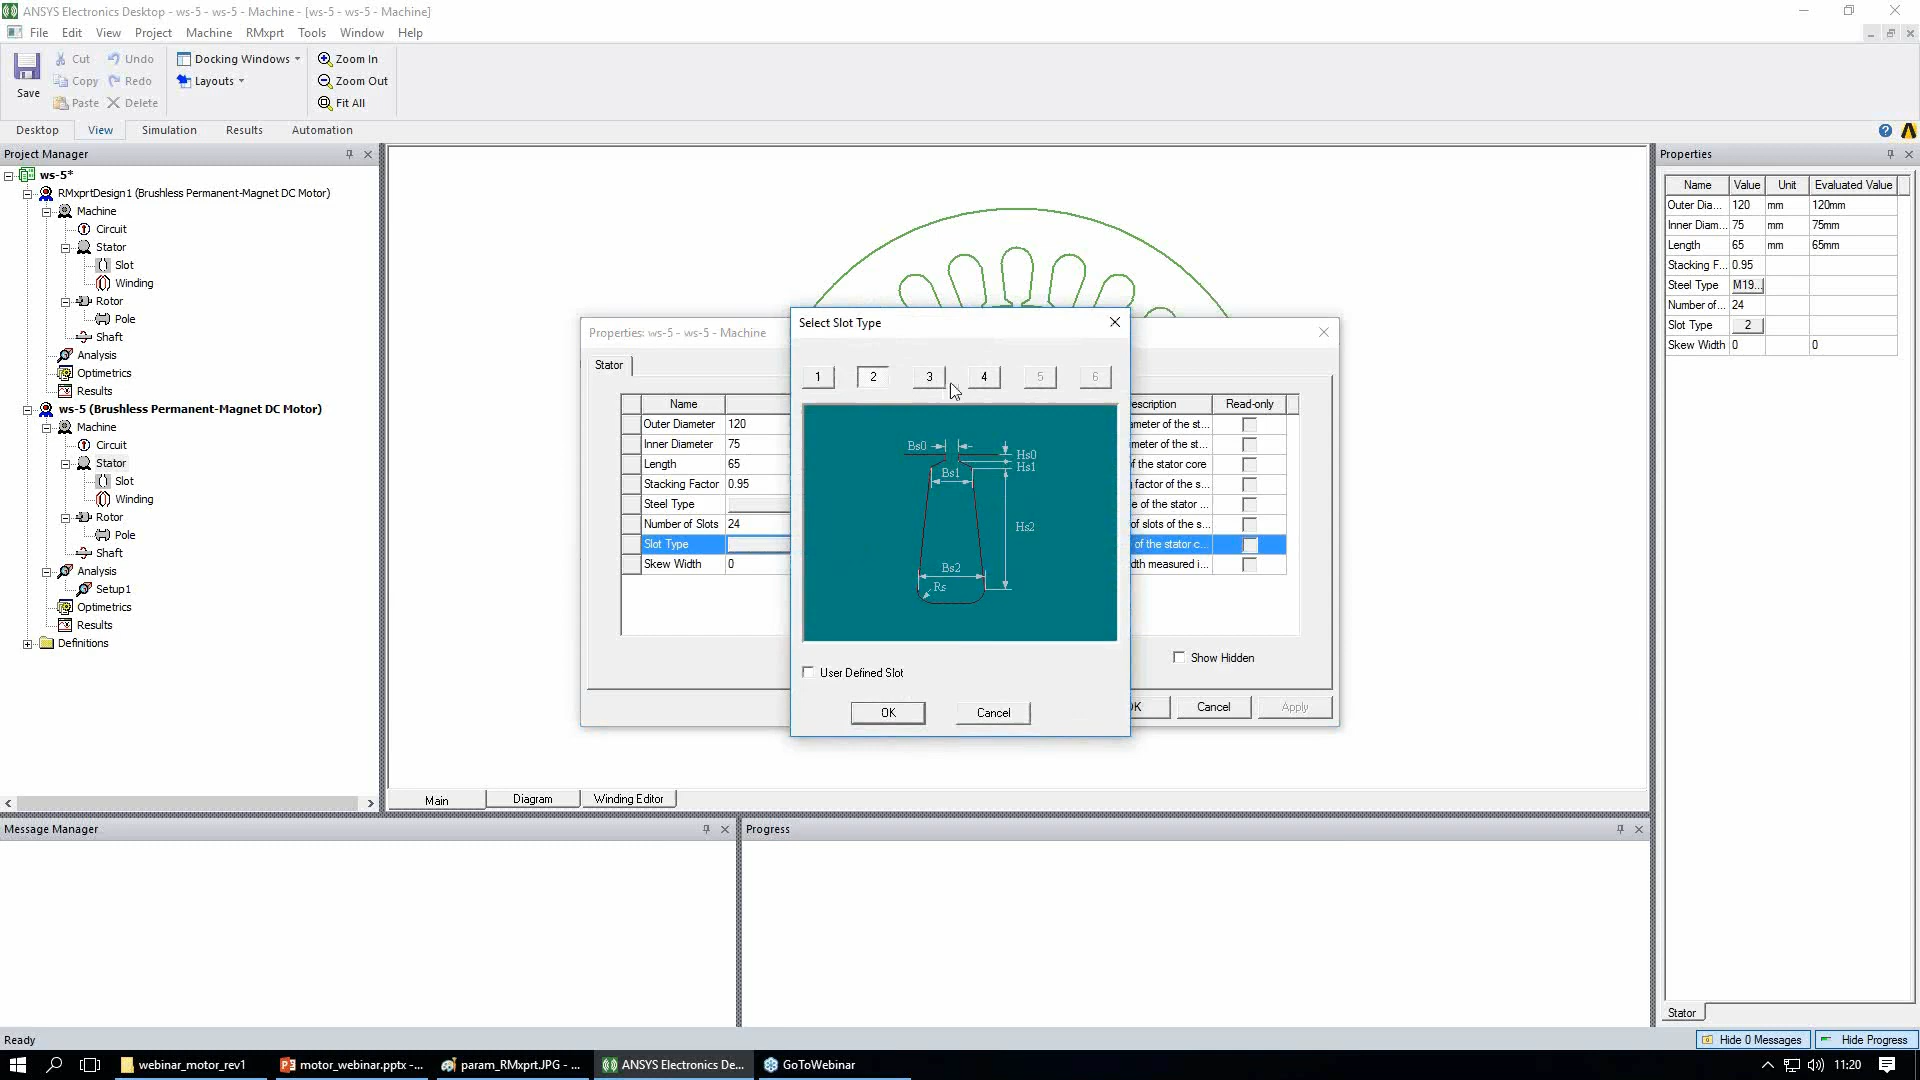 ANSYS Electronics Desktop - ws-5 - Machine - [ws-5 - ws-5 - Machine]
File Edit View Project Machine RMxprt Tools Window Help
Save
Cut Undo
Copy Redo
Paste Delete
Docking Windows
Layouts
Zoom In
Zoom Out
Fit All
Desktop View Simulation Results Automation
Project Manager
ws-5*
RMxprtDesign1 (Brushless Permanent-Magnet DC Motor)
Machine
Circuit
Stator
Slot
Winding
Rotor
Pole
Shaft
Analysis
Optimetrics
Results
ws-5 (Brushless Permanent-Magnet DC Motor)
Machine
Circuit
Stator
Slot
Winding
Rotor
Pole
Shaft
Analysis
Setup1
Optimetrics
Results
Definitions
Properties: ws-5 - ws-5 - Machine
Stator
Name
Outer Diameter 120
Inner Diameter 75
Length 65
Stacking Factor 0.95
Steel Type
Number of Slots 24
Slot Type
Skew Width 0
escription Read-only
ameter of the st...
meter of the st...
f the stator core
g factor of the s...
e of the stator ...
of slots of the s...
of the stator c...
dth measured i...
Show Hidden
OK Cancel Apply
Select Slot Type
1 2 3 4 5 6
Bs0
Hs0
Hs1
Bs1
Hs2
Bs2
Rs
User Defined Slot
OK Cancel
Main Diagram Winding Editor
Properties
Name Value Unit Evaluated Value
Outer Dia... 120 mm 120mm
Inner Diam... 75 mm 75mm
Length 65 mm 65mm
Stacking F... 0.95
Steel Type M19...
Number of... 24
Slot Type 2
Skew Width 0 0
Stator
Message Manager
Progress
Ready
Hide 0 Messages Hide Progress
webinar_motor_rev1
motor_webinar.pptx -...
param_RMxprt.JPG - ...
ANSYS Electronics De...
GoToWebinar
11:20